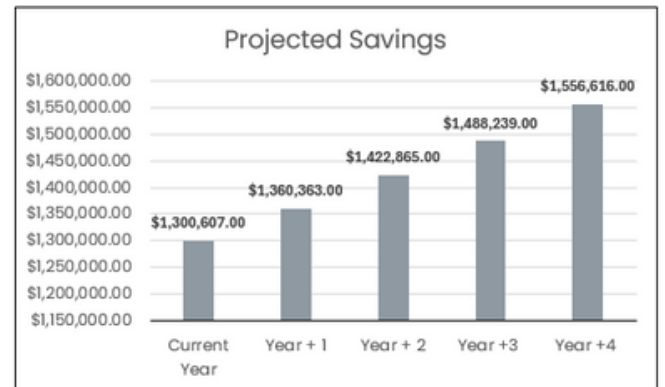 Projected Savings
$1,600,000.00
$1,550,000.00
$1,500,000.00
$1,450,000.00
$1,400,000.00
$1,350,000.00
$1,300,000.00
$1,250,000.00
$1,200,000.00
$1,150,000.00
$1,300,607.00
$1,360,363.00
$1,422,865.00
$1,488,239.00
$1,556,616.00
Current Year
Year + 1
Year + 2
Year +3
Year +4